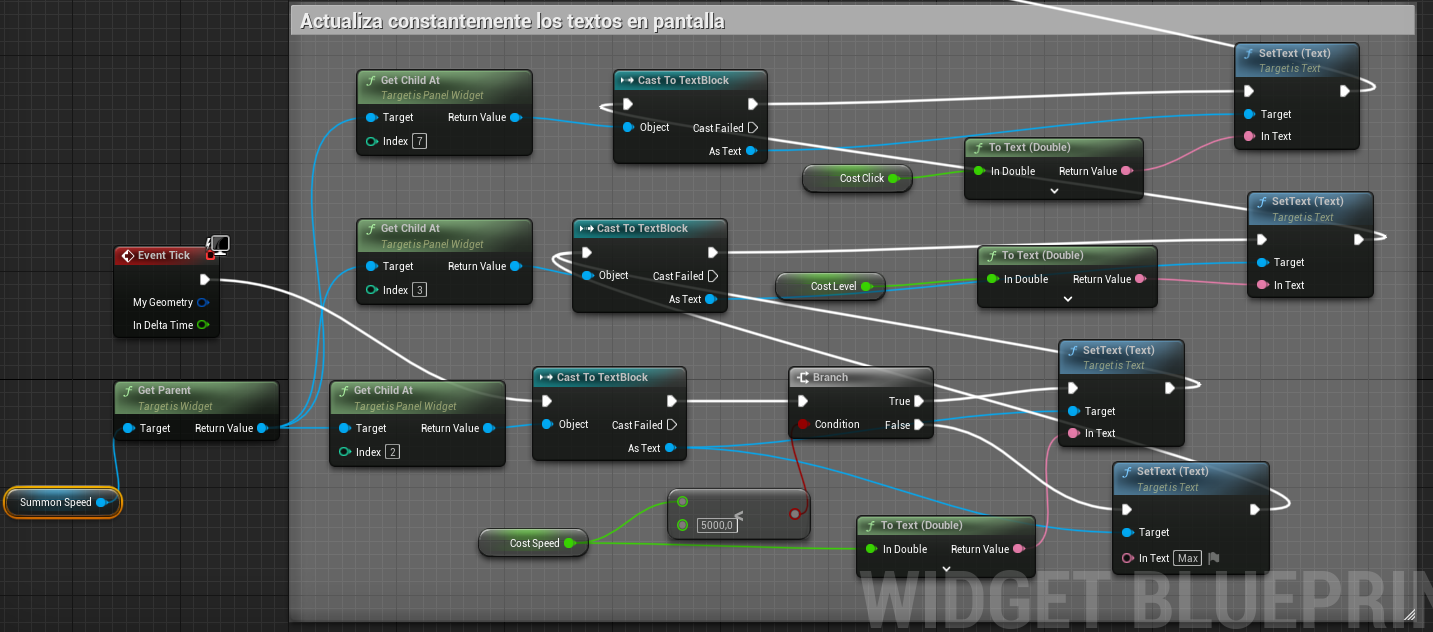 Actualiza constantemente los textos en pantalla
Get Child At
Target is Panel Widget
Target
Return Value
Index 7
Cast To TextBlock
Object
Cast Failed
As Text
SetText (Text)
Target is Text
Target
In Text
Cost Click
To Text (Double)
In Double
Return Value
Event Tick
My Geometry
In Delta Time
Get Child At
Target is Panel Widget
Target
Return Value
Index 3
Cast To TextBlock
Object
Cast Failed
As Text
Cost Level
To Text (Double)
In Double
Return Value
SetText (Text)
Target is Text
Target
In Text
Get Parent
Target is Widget
Target
Return Value
Get Child At
Target is Panel Widget
Target
Return Value
Index 2
Cast To TextBlock
Object
Cast Failed
As Text
Branch
True
Condition
False
SetText (Text)
Target is Text
Target
In Text
Summon Speed
Cost Speed
<
5000,0
To Text (Double)
In Double
Return Value
SetText (Text)
Target is Text
Target
In Text Max
WIDGET BLUEPRIN